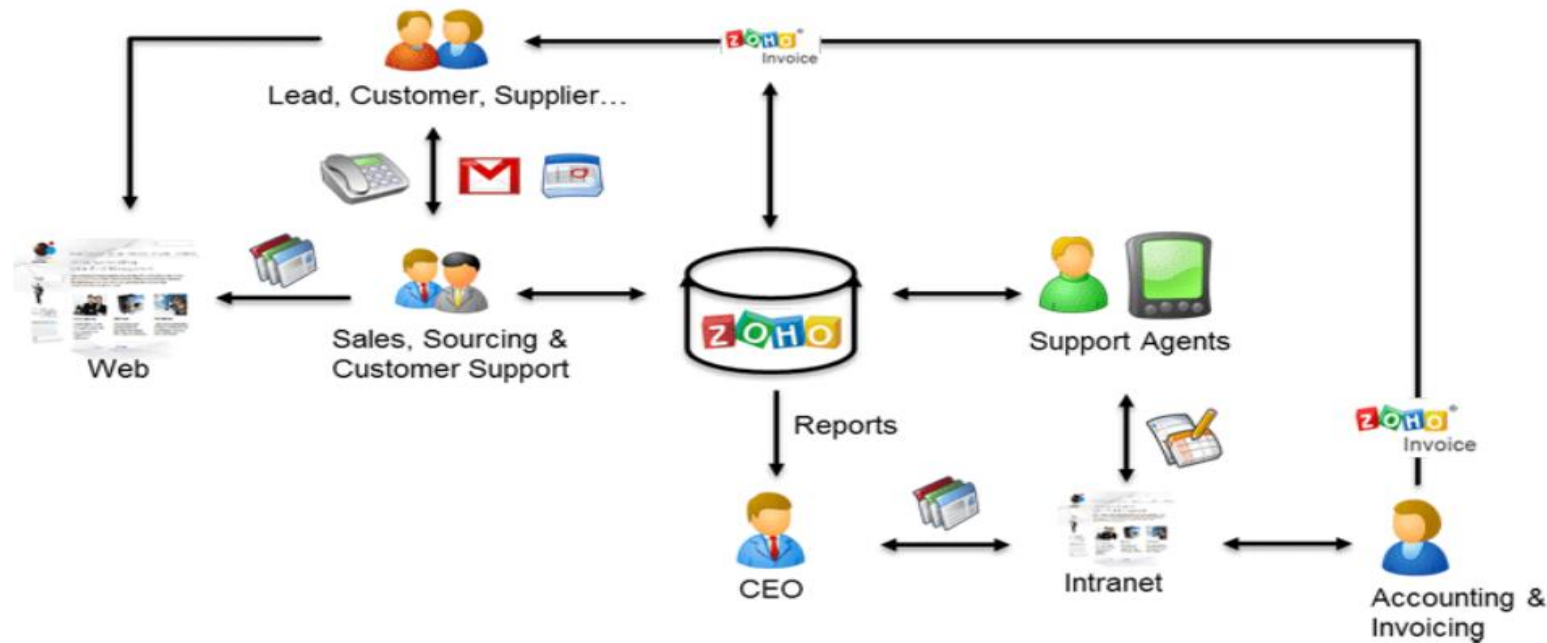 ZOHO®
Invoice
Lead, Customer, Supplier...
Web
Sales, Sourcing &
Customer Support
ZOHO
Support Agents
Reports
ZOHO®
Invoice
CEO
Intranet
Accounting &
Invoicing